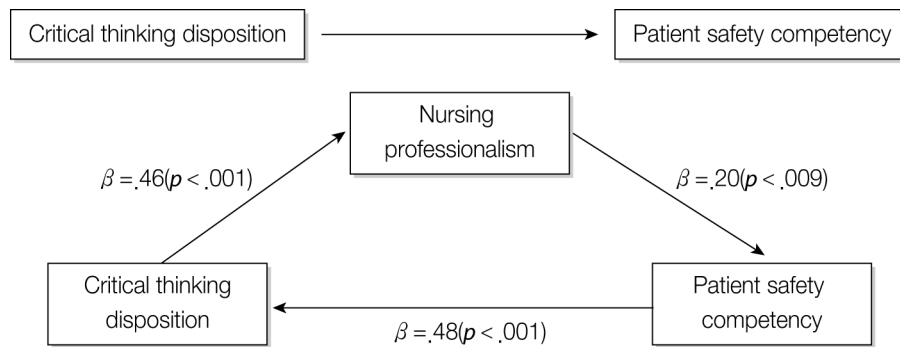 Critical thinking disposition
Patient safety competency
Nursing
professionalism
β=.46(p<.001)
β=.20(p<.009)
Critical thinking
disposition
Patient safety
competency
β=.48(p<.001)